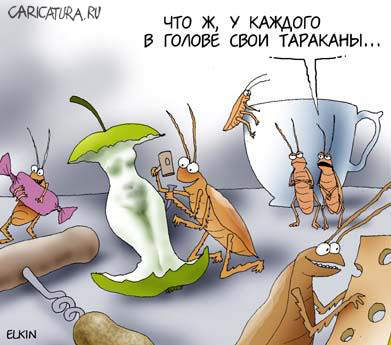 CARICATURA.RU
ЧТО Ж, У КАЖДОГО
В ГОЛОВЕ СВОИ ТАРАКАНЫ...
ELKIN